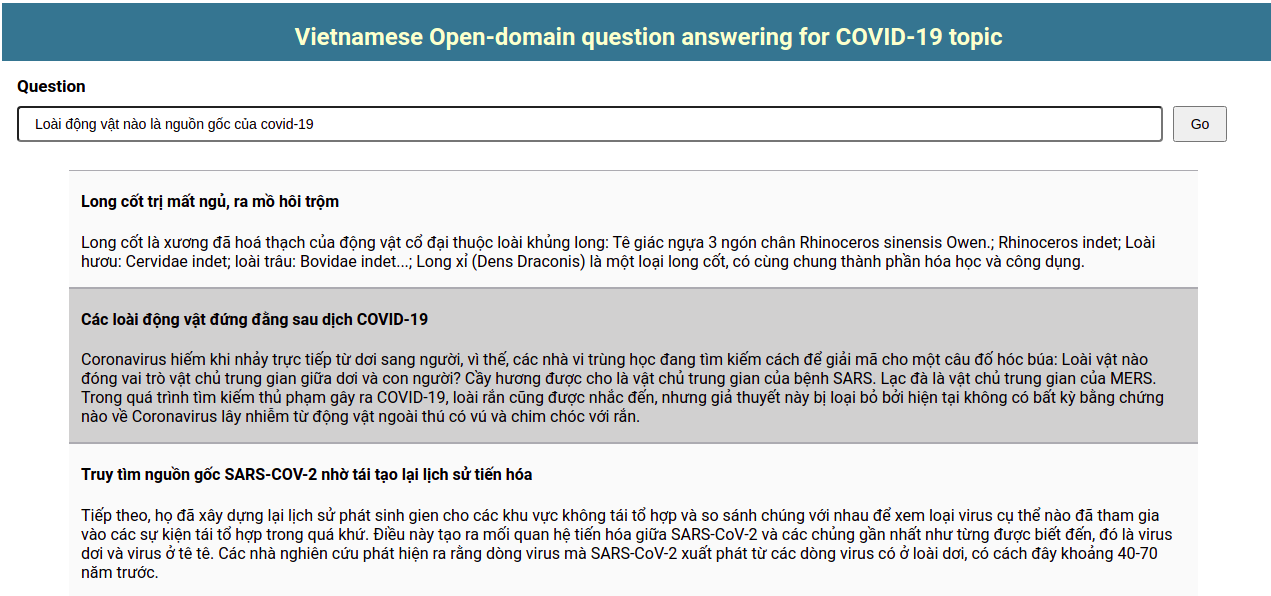 Vietnamese Open-domain question answering for COVID-19 topic
Question
Loài động vật nào là nguồn gốc của covid-19
Go
Long cốt trị mất ngủ, ra mồ hôi trộm
Long cốt là xương đã hoá thạch của động vật cổ đại thuộc loài khủng long: Tê giác ngựa 3 ngón chân Rhinoceros sinensis Owen.; Rhinoceros indet; Loài
hươu: Cervidae indet; loài trâu: Bovidae indet...; Long xỉ (Dens Draconis) là một loại long cốt, có cùng chung thành phần hóa học và công dụng.
Các loài động vật đứng đằng sau dịch COVID-19
Coronavirus hiếm khi nhảy trực tiếp từ dơi sang người, vì thế, các nhà vi trùng học đang tìm kiếm cách để giải mã cho một câu đố hóc búa: Loài vật nào
đóng vai trò vật chủ trung gian giữa dơi và con người? Cầy hương được cho là vật chủ trung gian của bệnh SARS. Lạc đà là vật chủ trung gian của MERS.
Trong quá trình tìm kiếm thủ phạm gây ra COVID-19, loài rắn cũng được nhắc đến, nhưng giả thuyết này bị loại bỏ bởi hiện tại không có bất kỳ bằng chứng
nào về Coronavirus lây nhiễm từ động vật ngoài thú có vú và chim chóc với rắn.
Truy tìm nguồn gốc SARS-COV-2 nhờ tái tạo lại lịch sử tiến hóa
Tiếp theo, họ đã xây dựng lại lịch sử phát sinh gien cho các khu vực không tái tổ hợp và so sánh chúng với nhau để xem loại virus cụ thể nào đã tham gia
vào các sự kiện tái tổ hợp trong quá khứ. Điều này tạo ra mối quan hệ tiến hóa giữa SARS-CoV-2 và các chủng gần nhất như từng được biết đến, đó là virus
dơi và virus ở tê tê. Các nhà nghiên cứu phát hiện ra rằng dòng virus mà SARS-CoV-2 xuất phát từ các dòng virus có ở loài dơi, có cách đây khoảng 40-70
năm trước.